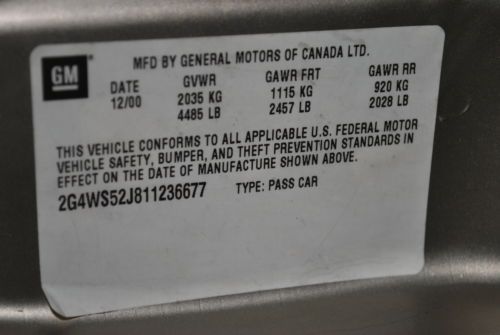 GM
MFD BY GENERAL MOTORS OF CANADA LTD.
DATE GVWR GAWR FRT GAWR RR
12/00 2035 KG 1115 KG 920 KG
4485 LB 2457 LB 2028 LB
THIS VEHICLE CONFORMS TO ALL APPLICABLE U.S. FEDERAL MOTOR
VEHICLE SAFETY, BUMPER, AND THEFT PREVENTION STANDARDS IN
EFFECT ON THE DATE OF MANUFACTURE SHOWN ABOVE.
2G4WS52J811236677 TYPE: PASS CAR